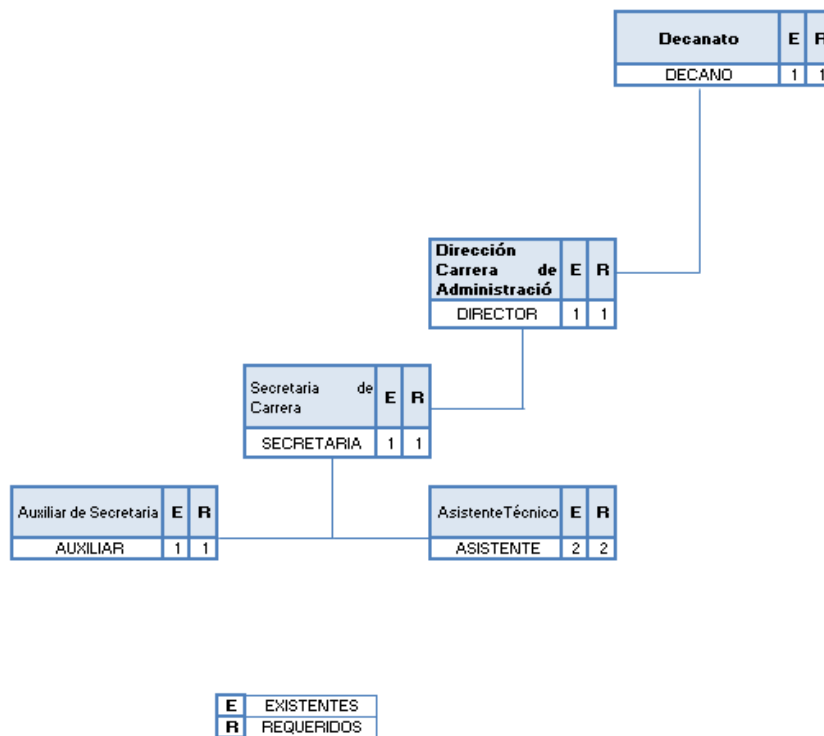 Decanato E R
DECANO 1 1
Dirección
Carrera de
Administració
E R
DIRECTOR 1 1
Secretaria de
Carrera
E R
SECRETARIA 1 1
Auxiliar de Secretaria E R
AUXILIAR 1 1
AsistenteTécnico E R
ASISTENTE 2 2
E EXISTENTES
R REQUERIDOS